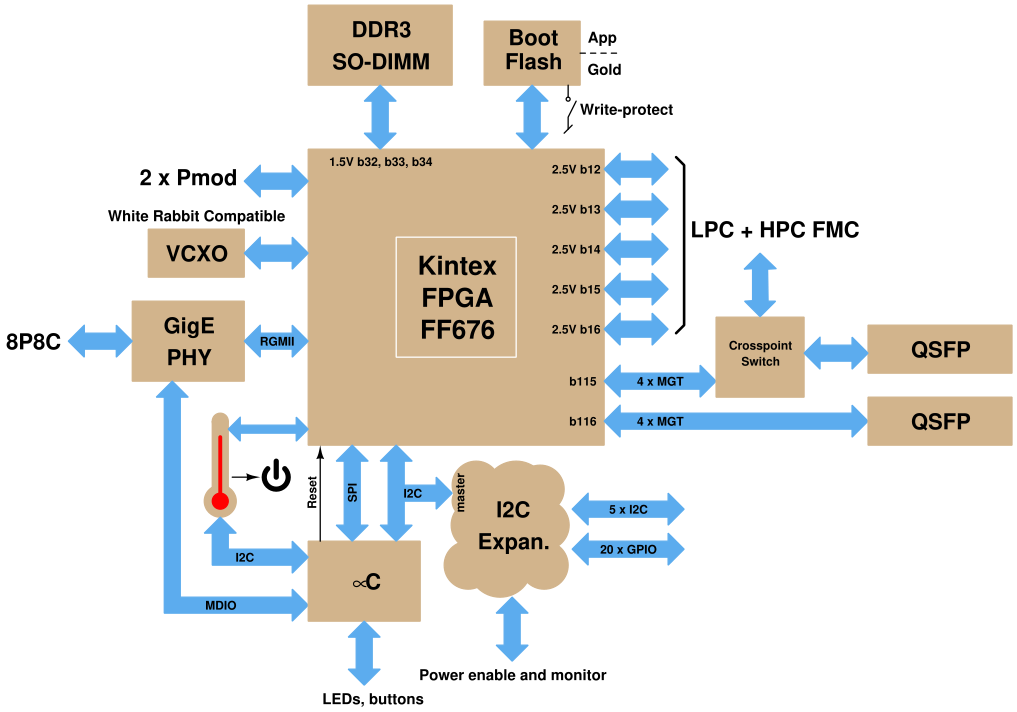 DDR3
SO-DIMM
Boot
Flash
App
Gold
Write-protect
1.5V b32, b33, b34
2 x Pmod
White Rabbit Compatible
VCXO
GigE
PHY
8P8C
RGMII
Kintex
FPGA
FF676
2.5V b12
2.5V b13
2.5V b14
2.5V b15
2.5V b16
LPC + HPC FMC
b115
4 x MGT
Crosspoint
Switch
QSFP
b116
4 x MGT
QSFP
Reset
SPI
I2C
master
I2C
Expan.
5 x I2C
20 x GPIO
I2C
MDIO
∝C
Power enable and monitor
LEDs, buttons